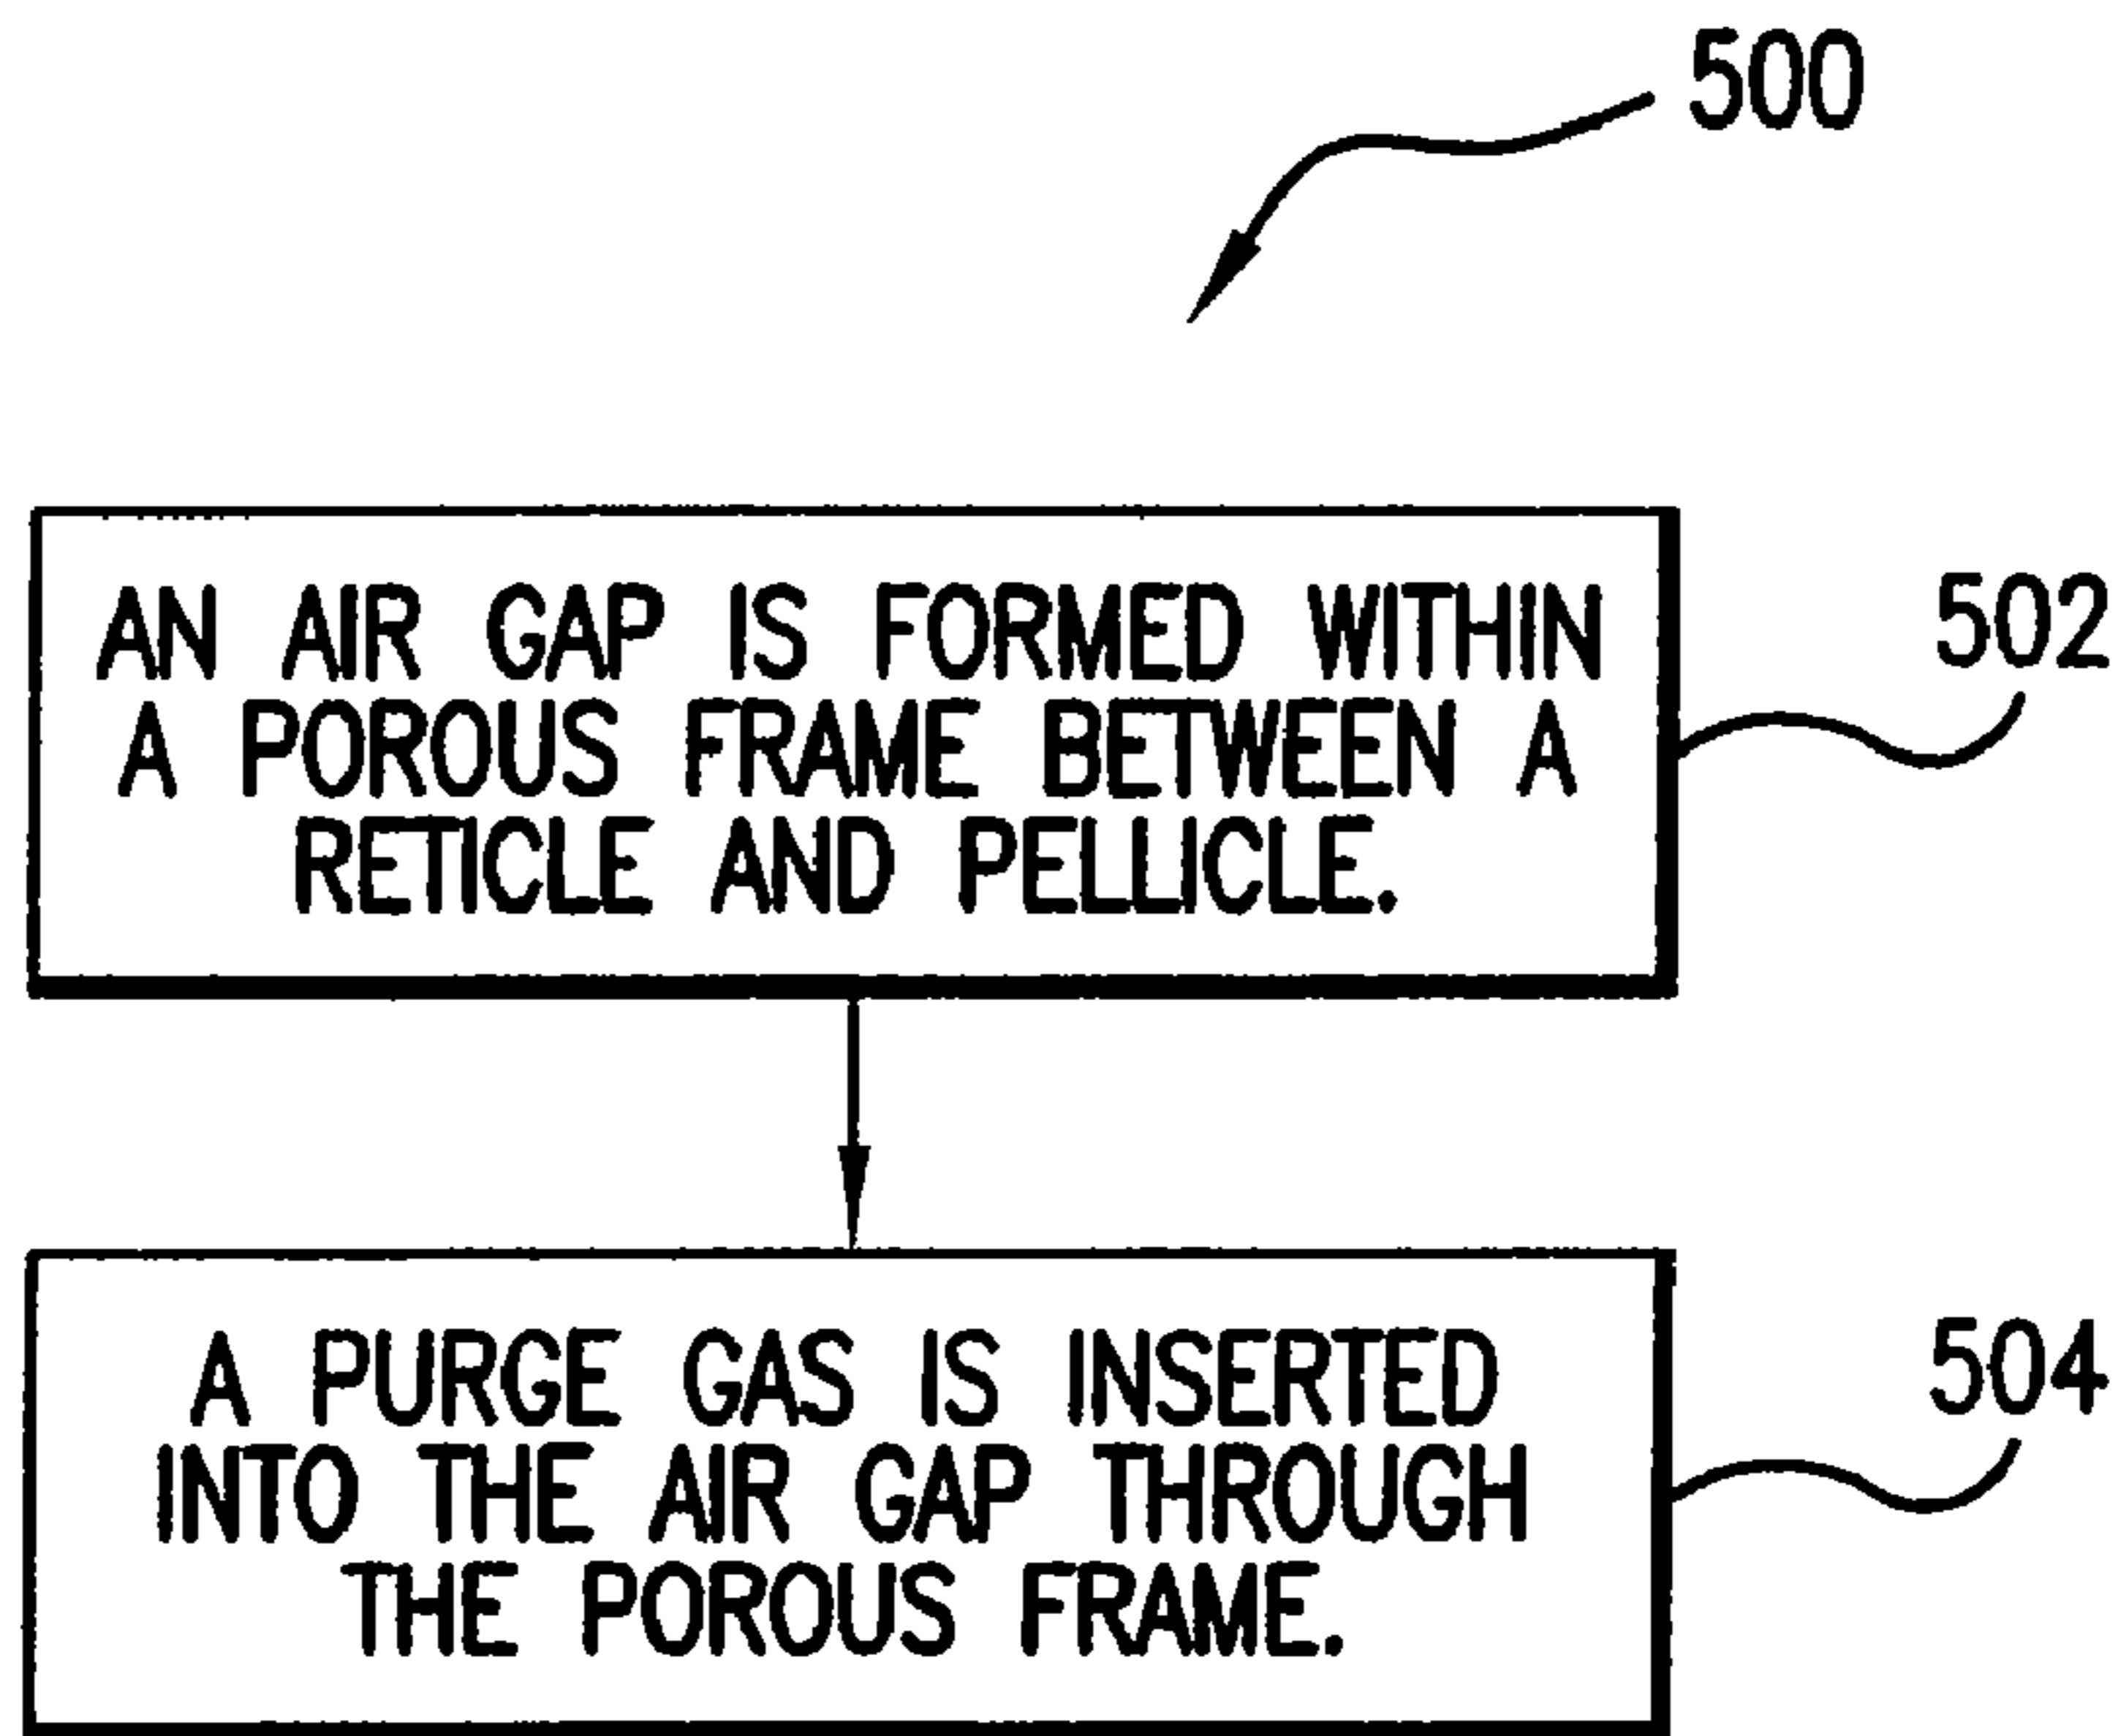 500
AN AIR GAP IS FORMED WITHIN
A POROUS FRAME BETWEEN A
RETICLE AND PELLICLE.
502
A PURGE GAS IS INSERTED
INTO THE AIR GAP THROUGH
THE POROUS FRAME.
504